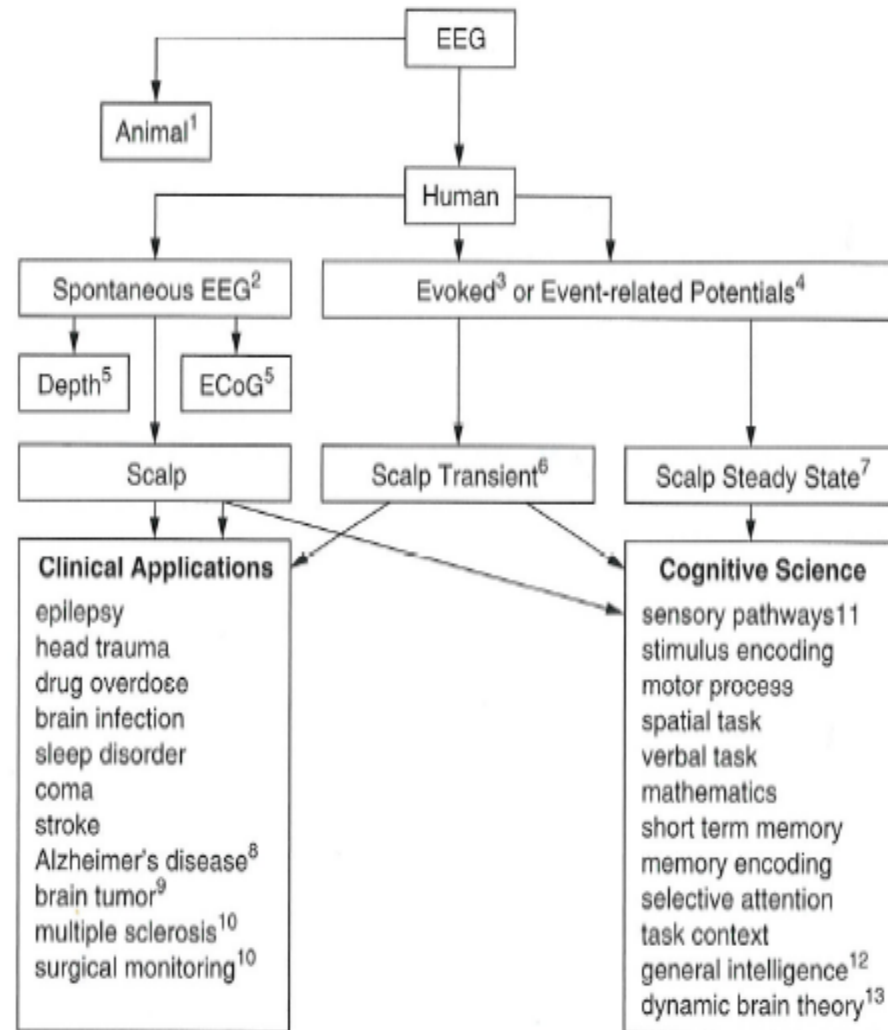 EEG
Animal¹
Human
Spontaneous EEG²
Evoked³ or Event-related Potentials⁴
Depth⁵
ECoG⁵
Scalp
Scalp Transient⁶
Scalp Steady State⁷
Clinical Applications
epilepsy
head trauma
drug overdose
brain infection
sleep disorder
coma
stroke
Alzheimer's disease⁸
brain tumor⁹
multiple sclerosis¹⁰
surgical monitoring¹⁰
Cognitive Science
sensory pathways11
stimulus encoding
motor process
spatial task
verbal task
mathematics
short term memory
memory encoding
selective attention
task context
general intelligence¹²
dynamic brain theory¹³